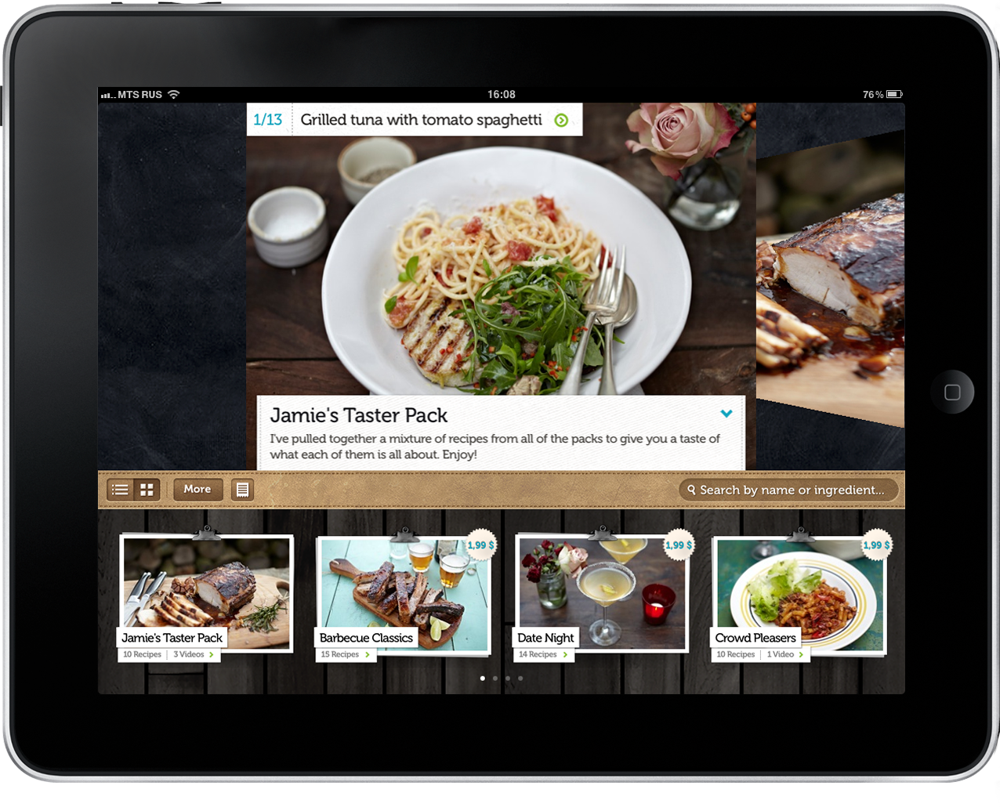 MTS RUS
16:08
76%
1/13
Grilled tuna with tomato spaghetti
Jamie's Taster Pack
I've pulled together a mixture of recipes from all of the packs to give you a taste of
what each of them is all about. Enjoy!
More
Search by name or ingredient...
1,99 $
1,99 $
1,99 $
Jamie's Taster Pack
10 Recipes | 3 Videos
Barbecue Classics
15 Recipes
Date Night
14 Recipes
Crowd Pleasers
10 Recipes | 1 Video